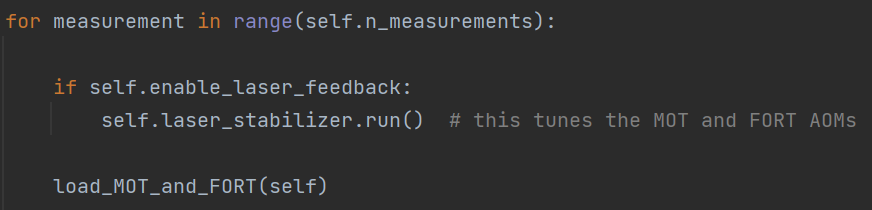 for measurement in range(self.n_measurements):
if self.enable_laser_feedback:
self.laser_stabilizer.run()  # this tunes the MOT and FORT AOMs
load_MOT_and_FORT(self)